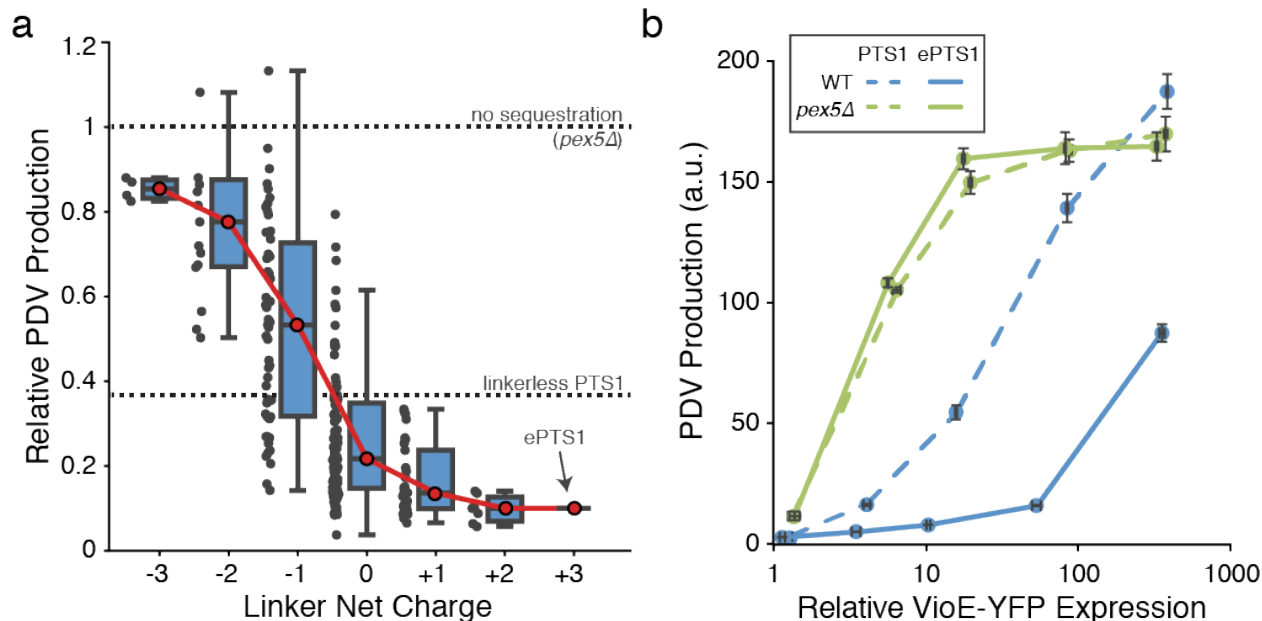 a
1.2
1
0.8
0.6
0.4
0.2
0
Relative PDV Production
no sequestration
(pex5Δ)
linkerless PTS1
ePTS1
-3 -2 -1 0 +1 +2 +3
Linker Net Charge
b
200
150
100
50
0
PDV Production (a.u.)
PTS1 ePTS1
WT
pex5Δ
1 10 100 1000
Relative VioE-YFP Expression